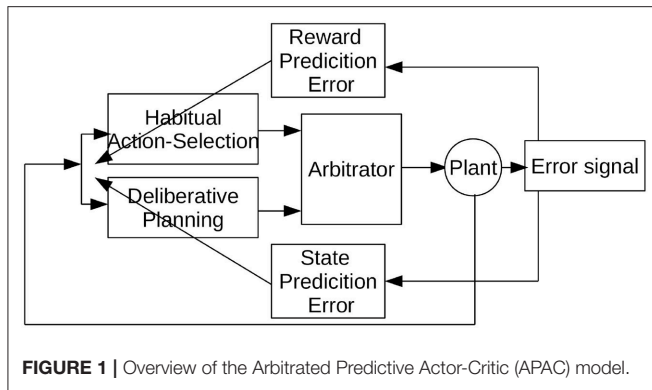 Reward
Predicition
Error
Habitual
Action-Selection
Arbitrator
Plant
Error signal
Deliberative
Planning
State
Predicition
Error
FIGURE 1 | Overview of the Arbitrated Predictive Actor-Critic (APAC) model.